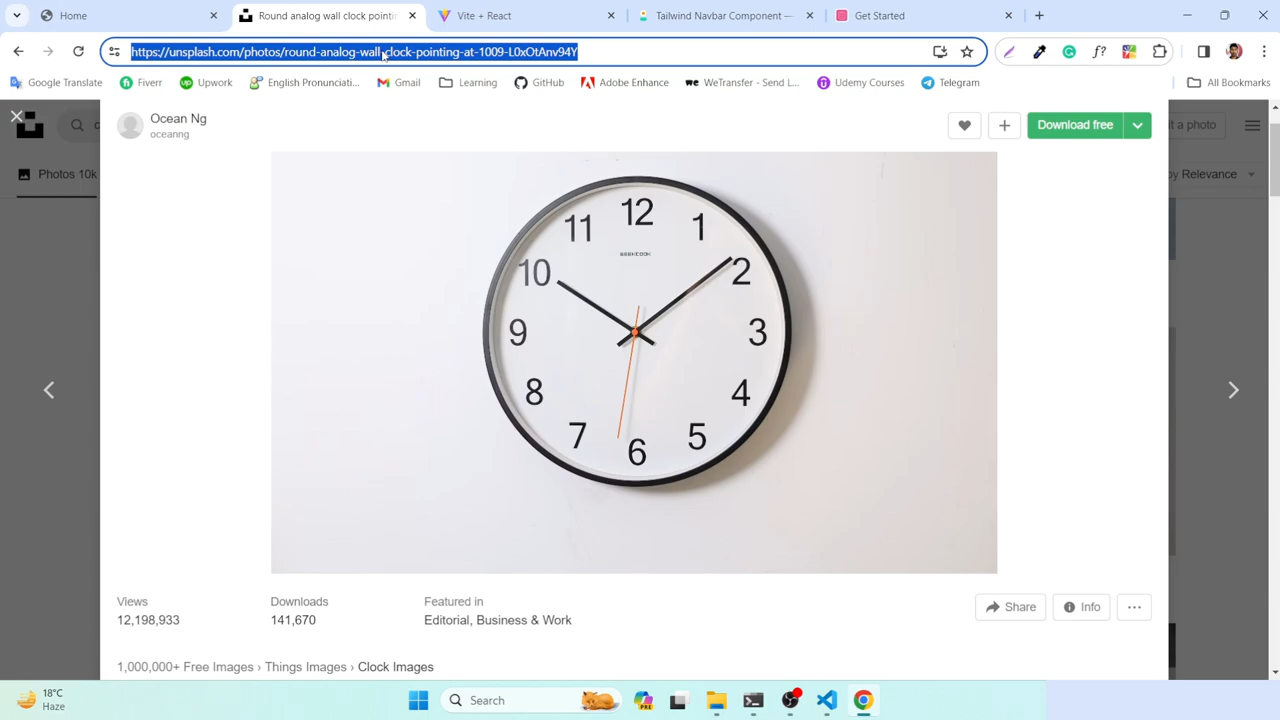 Home
Round analog wall clock pointin
Vite + React
Tailwind Navbar Component —
Get Started
https://unsplash.com/photos/round-analog-wall-clock-pointing-at-1009-L0xOtAnv94Y
Google Translate
Fiverr
Upwork
English Pronunciati...
Gmail
Learning
GitHub
Adobe Enhance
WeTransfer - Send L...
Udemy Courses
Telegram
All Bookmarks
Ocean Ng
oceanng
Download free
t a photo
Photos 10k
by Relevance
12
1
2
3
4
5
6
7
8
9
10
11
Views
12,198,933
Downloads
141,670
Featured in
Editorial, Business & Work
Share
Info
1,000,000+ Free Images › Things Images › Clock Images
18°C
Haze
Search
PRE